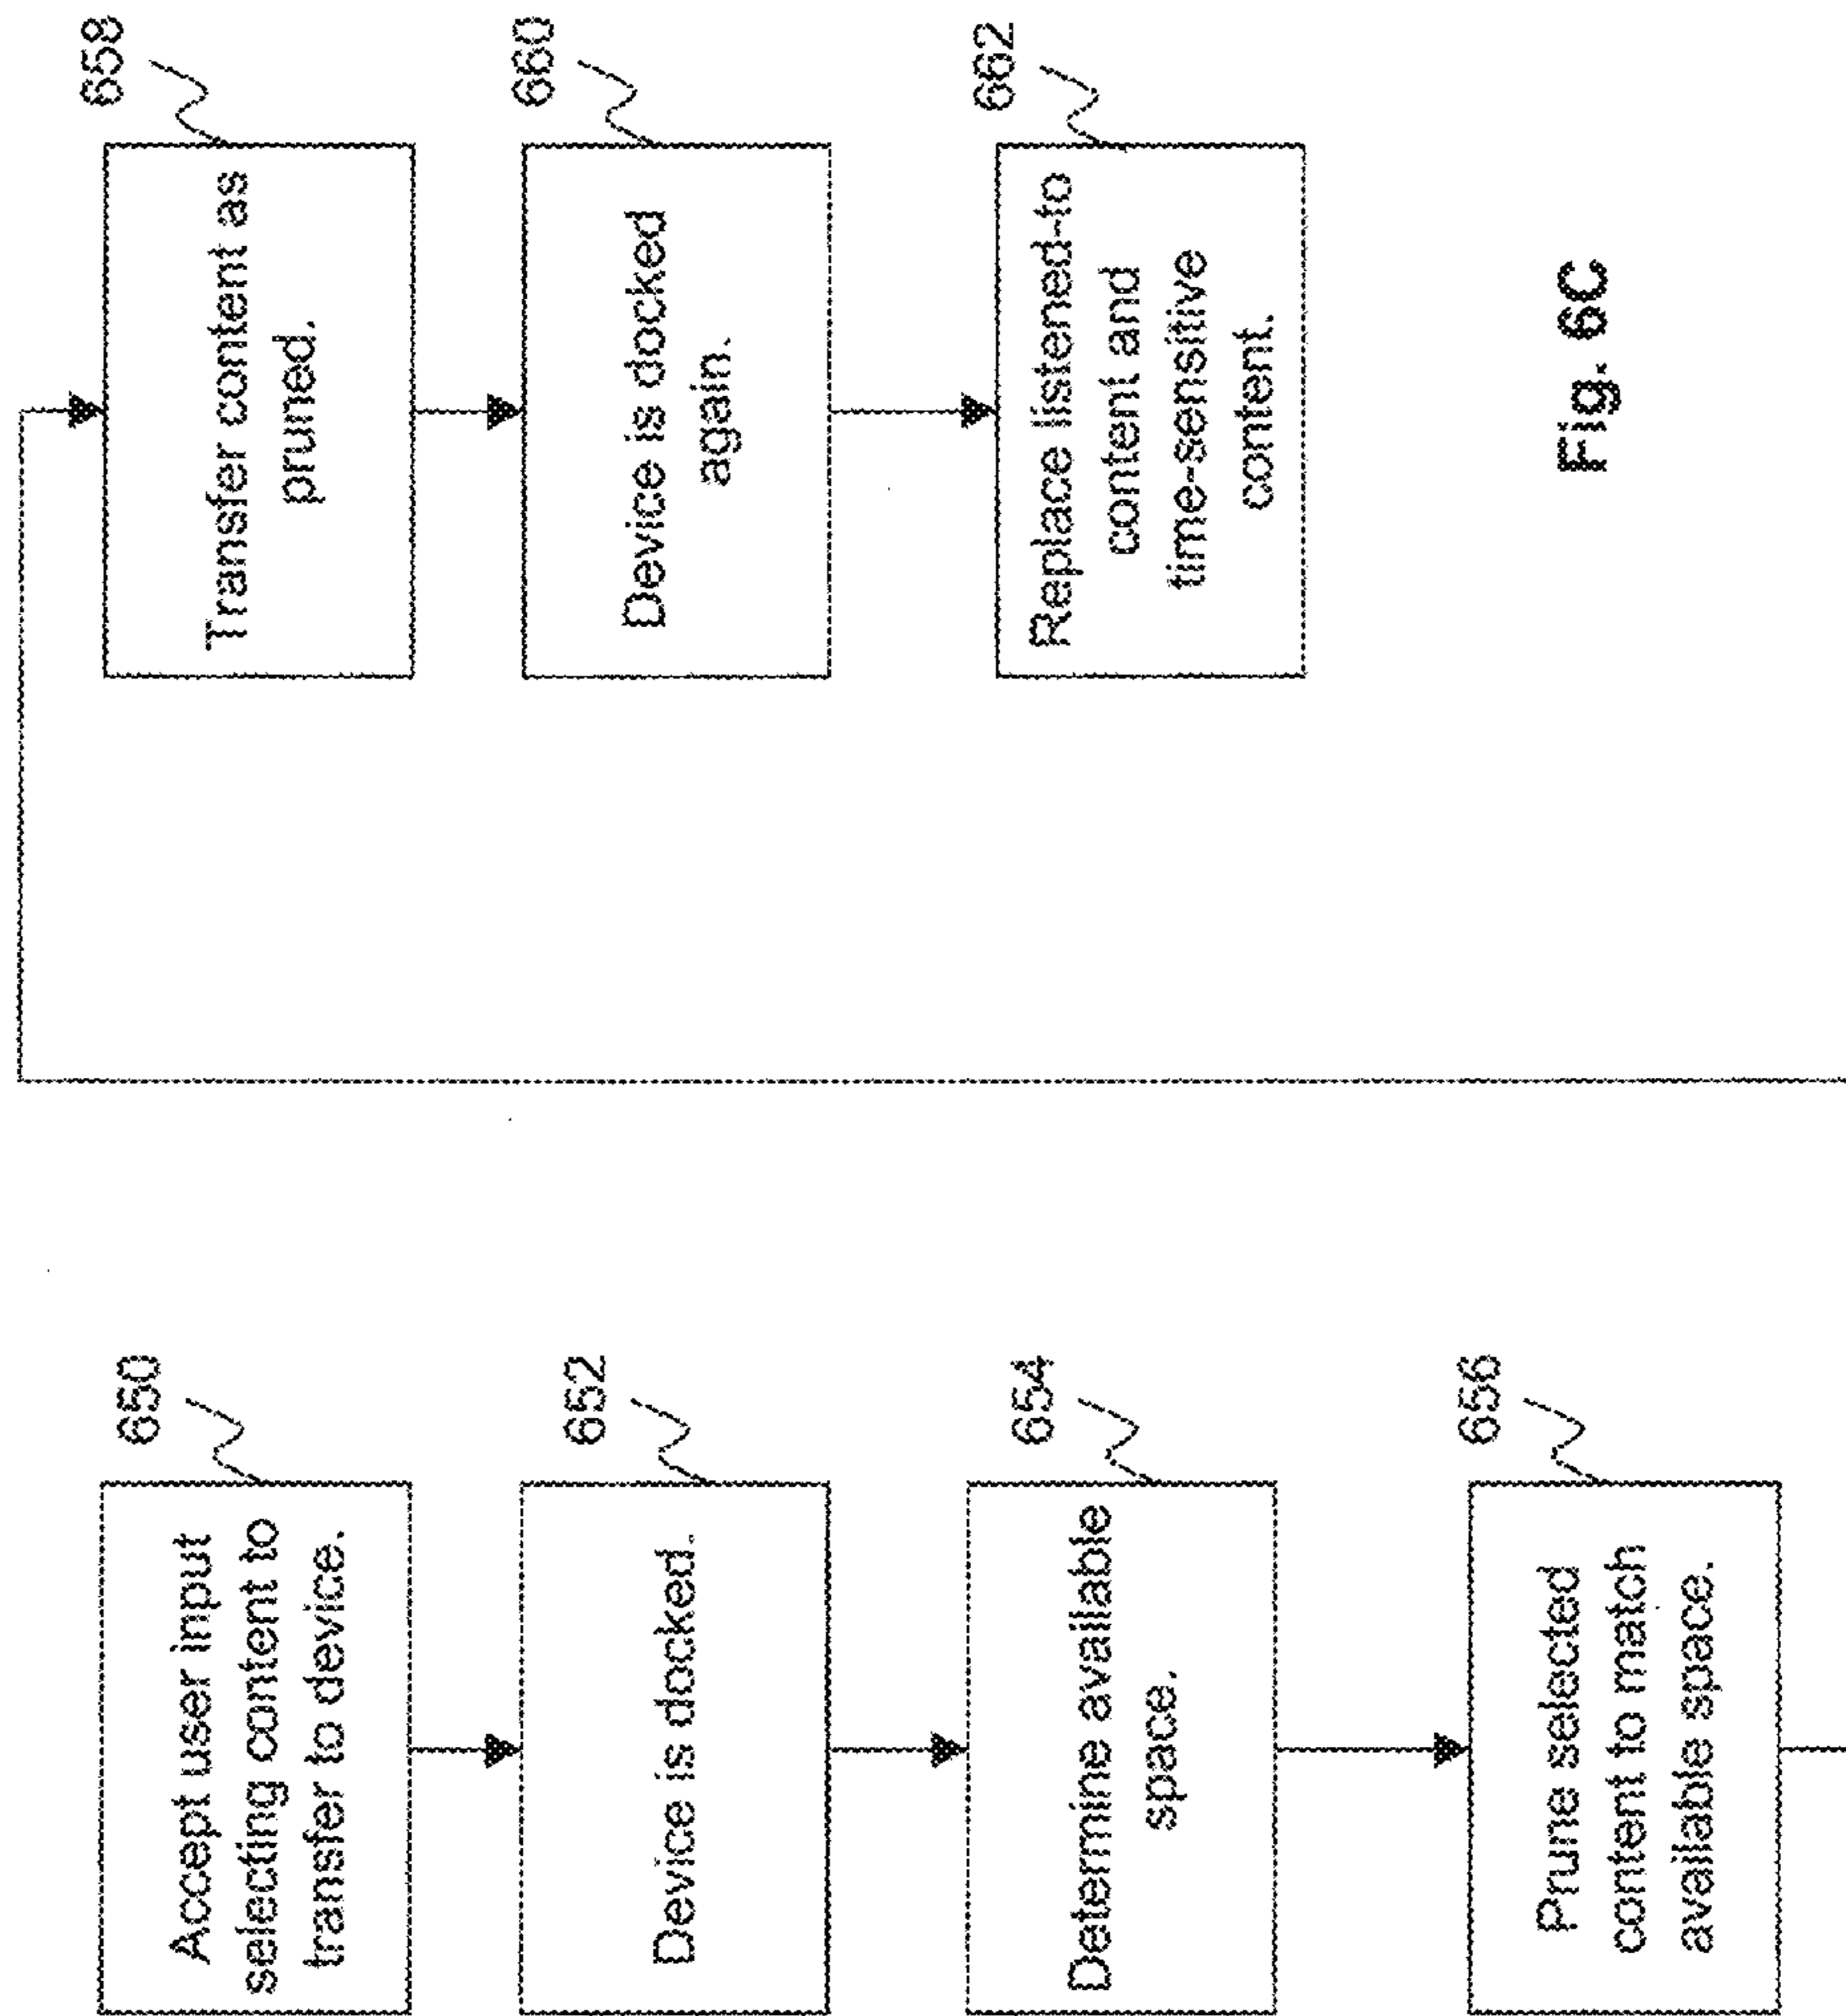 650
Accept user input
selecting content to
transfer to device.
652
Device is docked.
654
Determine available
space.
656
Prune selected
content to match
available space.
658
Transfer content as
pruned.
660
Device is docked
again.
662
Replace listened-to
content and
time-sensitive
content.
Fig. 6C